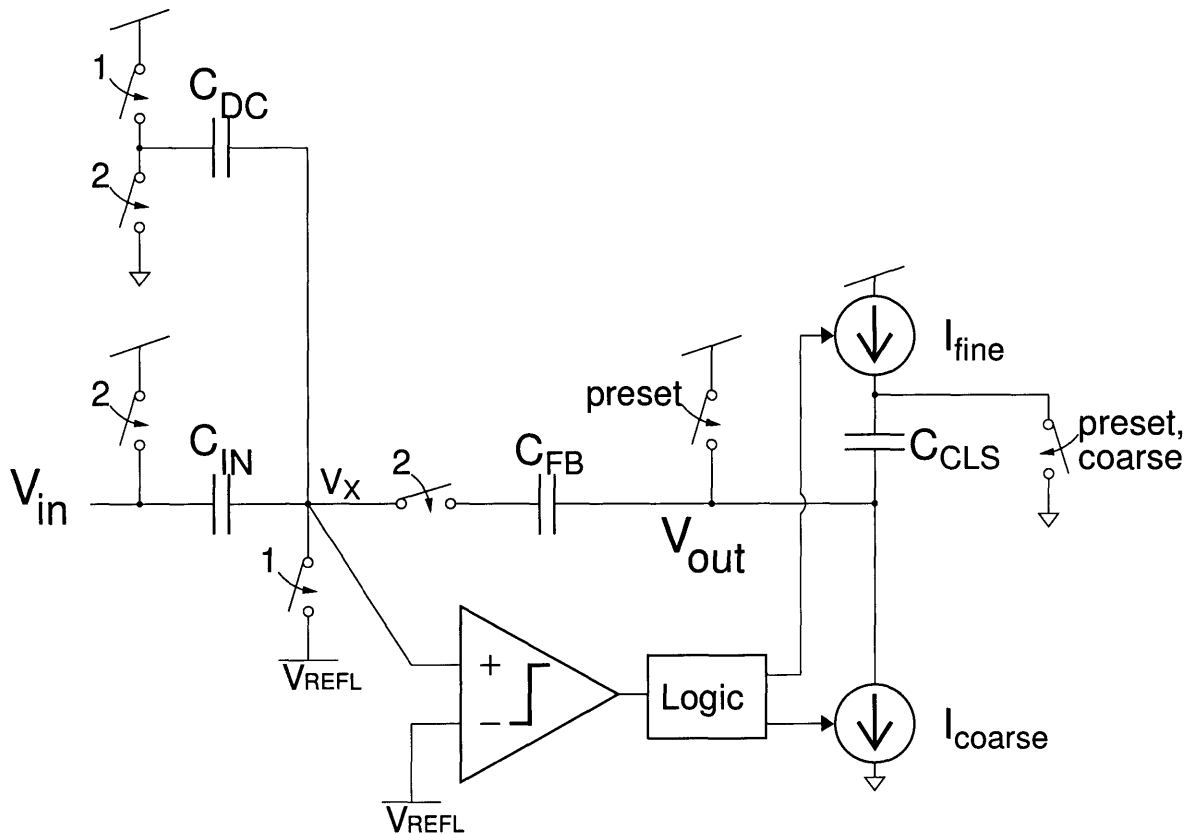 1
C_DC
2
I_fine
2
preset
C_IN
C_FB
2
C_CLS
preset,
coarse
V_in
V_X
V_out
1
V_REFL
+
Logic
−
I_coarse
V_REFL